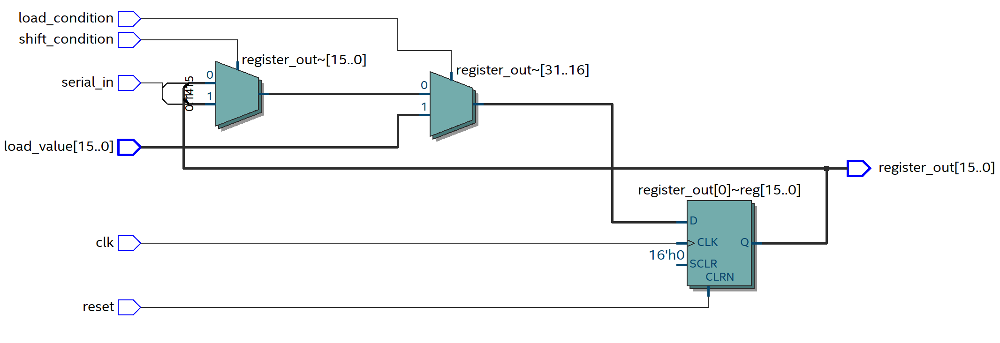 load_condition
shift_condition
register_out~[15..0]
register_out~[31..16]
serial_in
0
1
0
1
load_value[15..0]
register_out[15..0]
register_out[0]~reg[15..0]
D
clk
CLK
Q
16'h0
SCLR
CLRN
reset